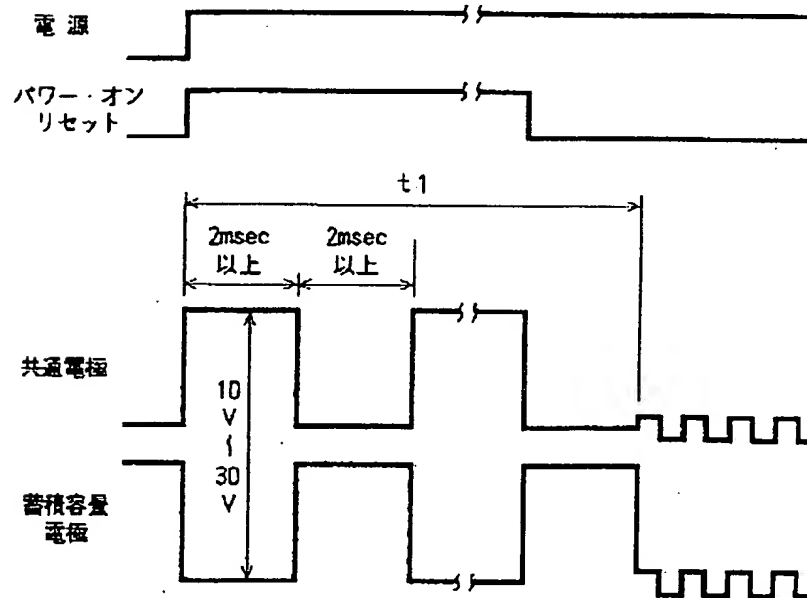 電源
パワー・オン
リセット
t1
2msec
以上
2msec
以上
共通電極
10
V
〜
30
V
蓄積容量
電極